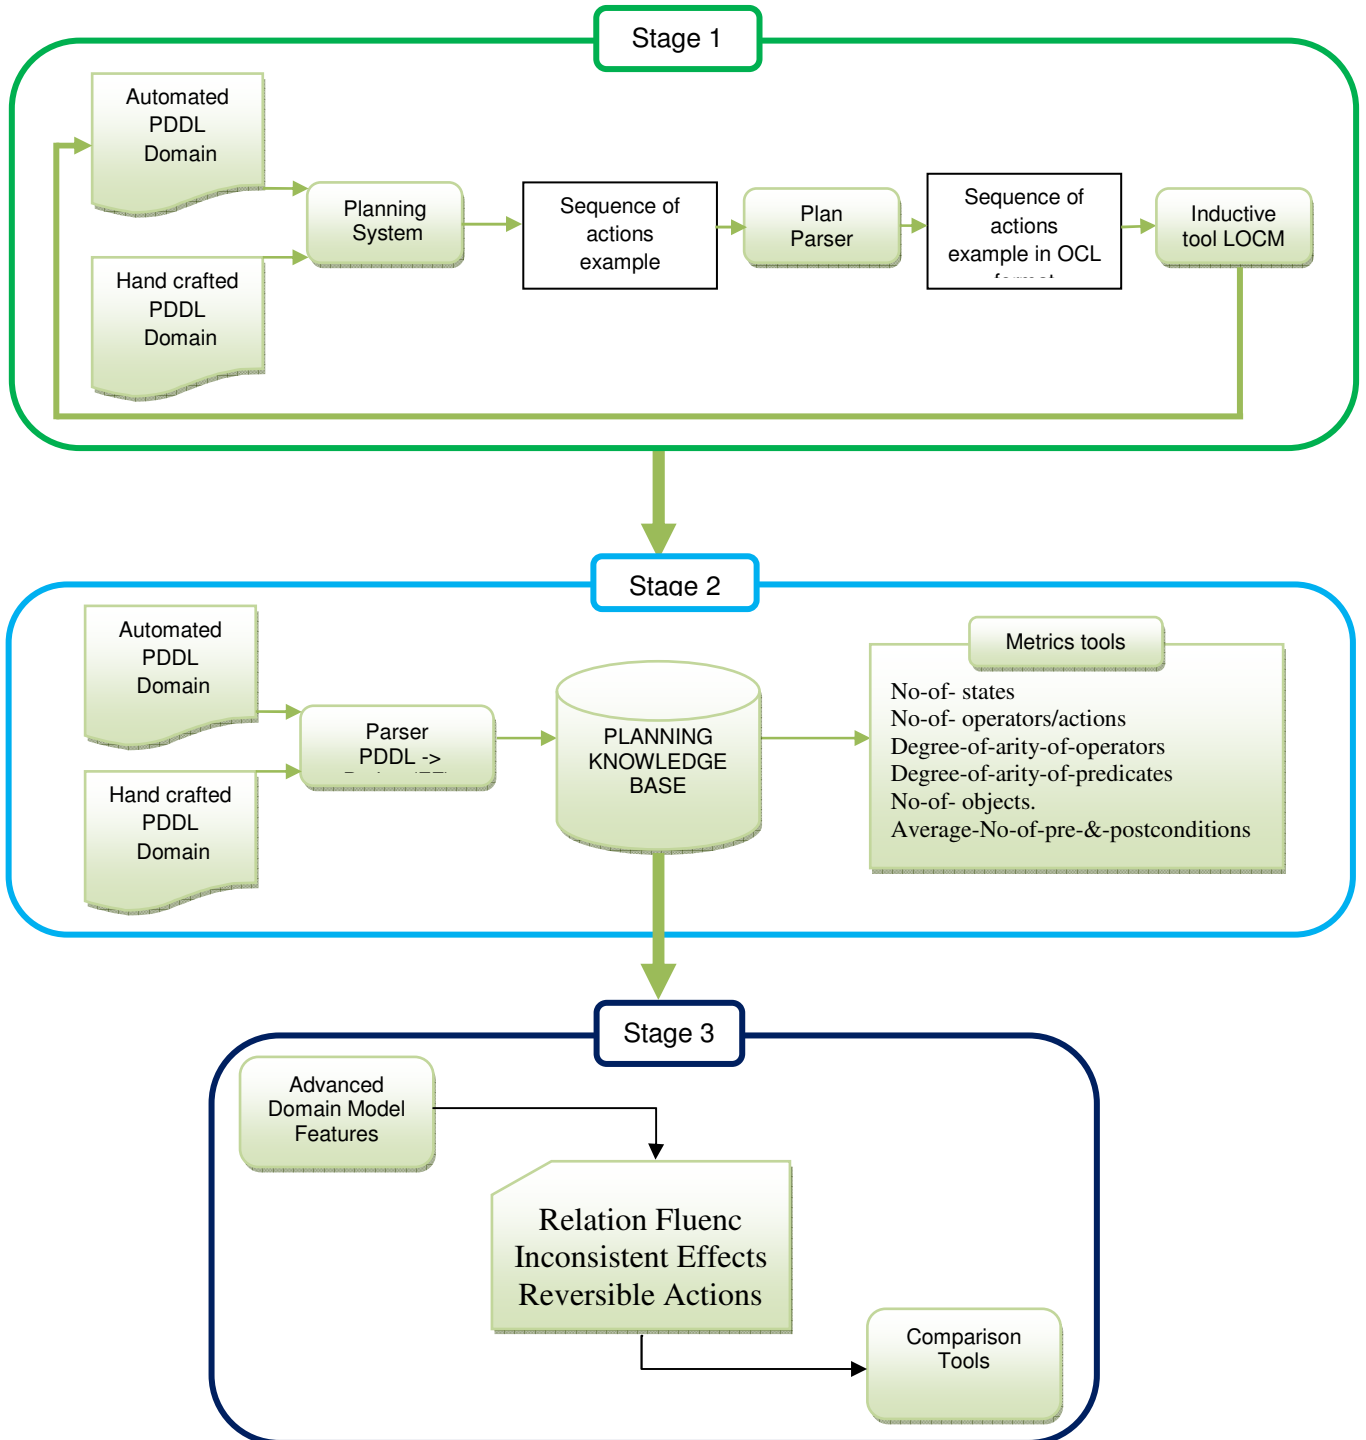 Stage 1
Automated
PDDL
Domain
Hand crafted
PDDL
Domain
Planning
System
Sequence of
actions
example
Plan
Parser
Sequence of
actions
example in OCL
format
Inductive
tool LOCM
Stage 2
Automated
PDDL
Domain
Hand crafted
PDDL
Domain
Parser
PDDL ->
PLANNING
KNOWLEDGE
BASE
Metrics tools
No-of- states
No-of- operators/actions
Degree-of-arity-of-operators
Degree-of-arity-of-predicates
No-of- objects.
Average-No-of-pre-&-postconditions
Stage 3
Advanced
Domain Model
Features
Relation Fluenc
Inconsistent Effects
Reversible Actions
Comparison
Tools